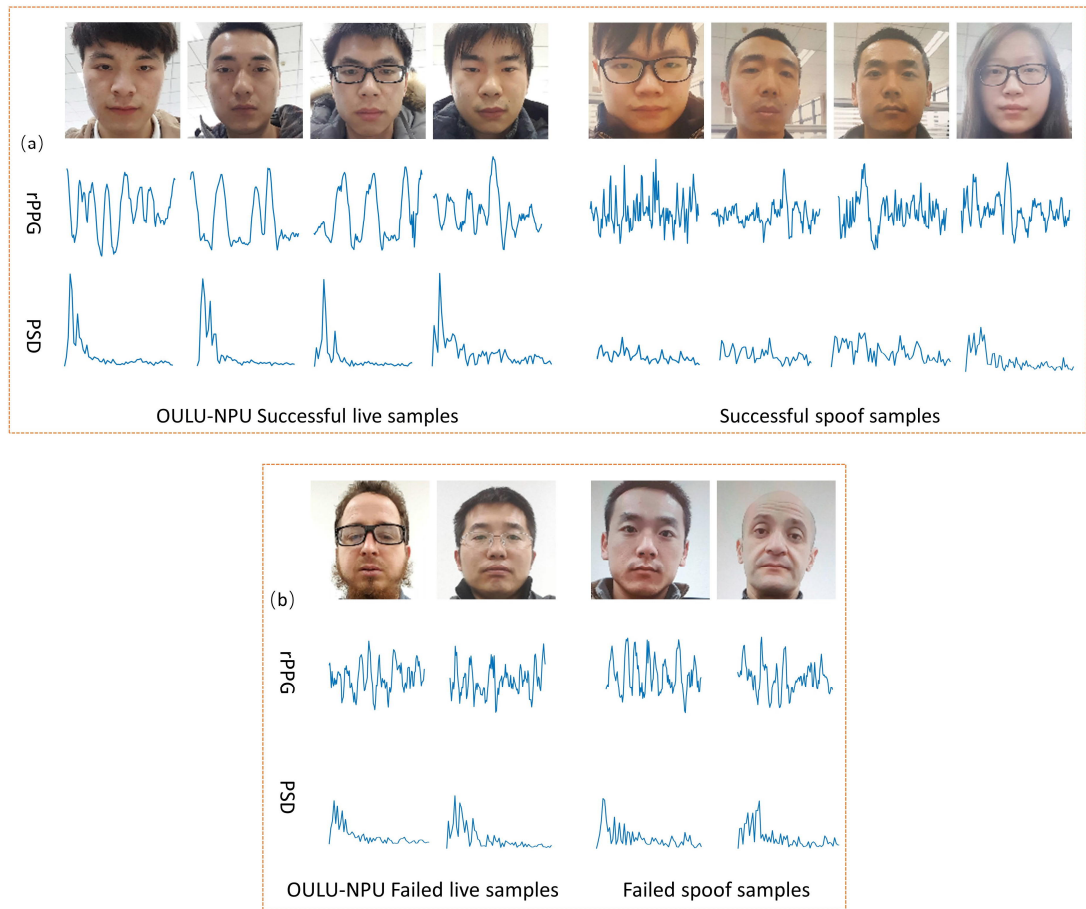 (a)
rPPG
PSD
OULU-NPU Successful live samples
Successful spoof samples
(b)
rPPG
PSD
OULU-NPU Failed live samples
Failed spoof samples